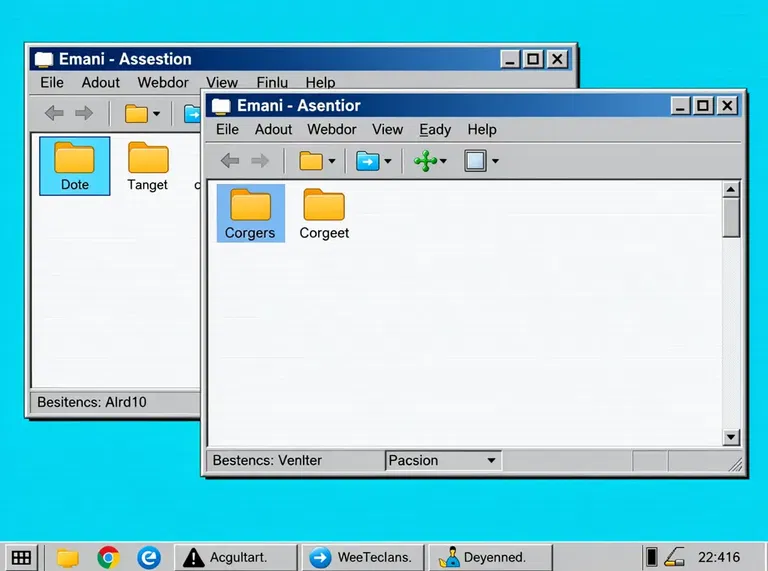 Emani - Assestion
Eile Adout Webdor View Finlu Help
Dote
Tanget
Besitencs: Alrd10
Emani - Asentior
Eile Adout Webdor View Eady Help
Corgers
Corgeet
Bestencs: Venlter
Pacsion
Acgultart.
WeeTeclans.
Deyenned.
22:416